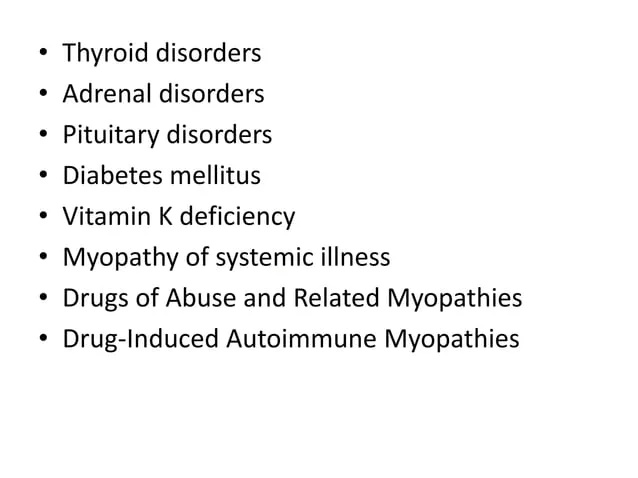 • Thyroid disorders
• Adrenal disorders
• Pituitary disorders
• Diabetes mellitus
• Vitamin K deficiency
• Myopathy of systemic illness
• Drugs of Abuse and Related Myopathies
• Drug-Induced Autoimmune Myopathies